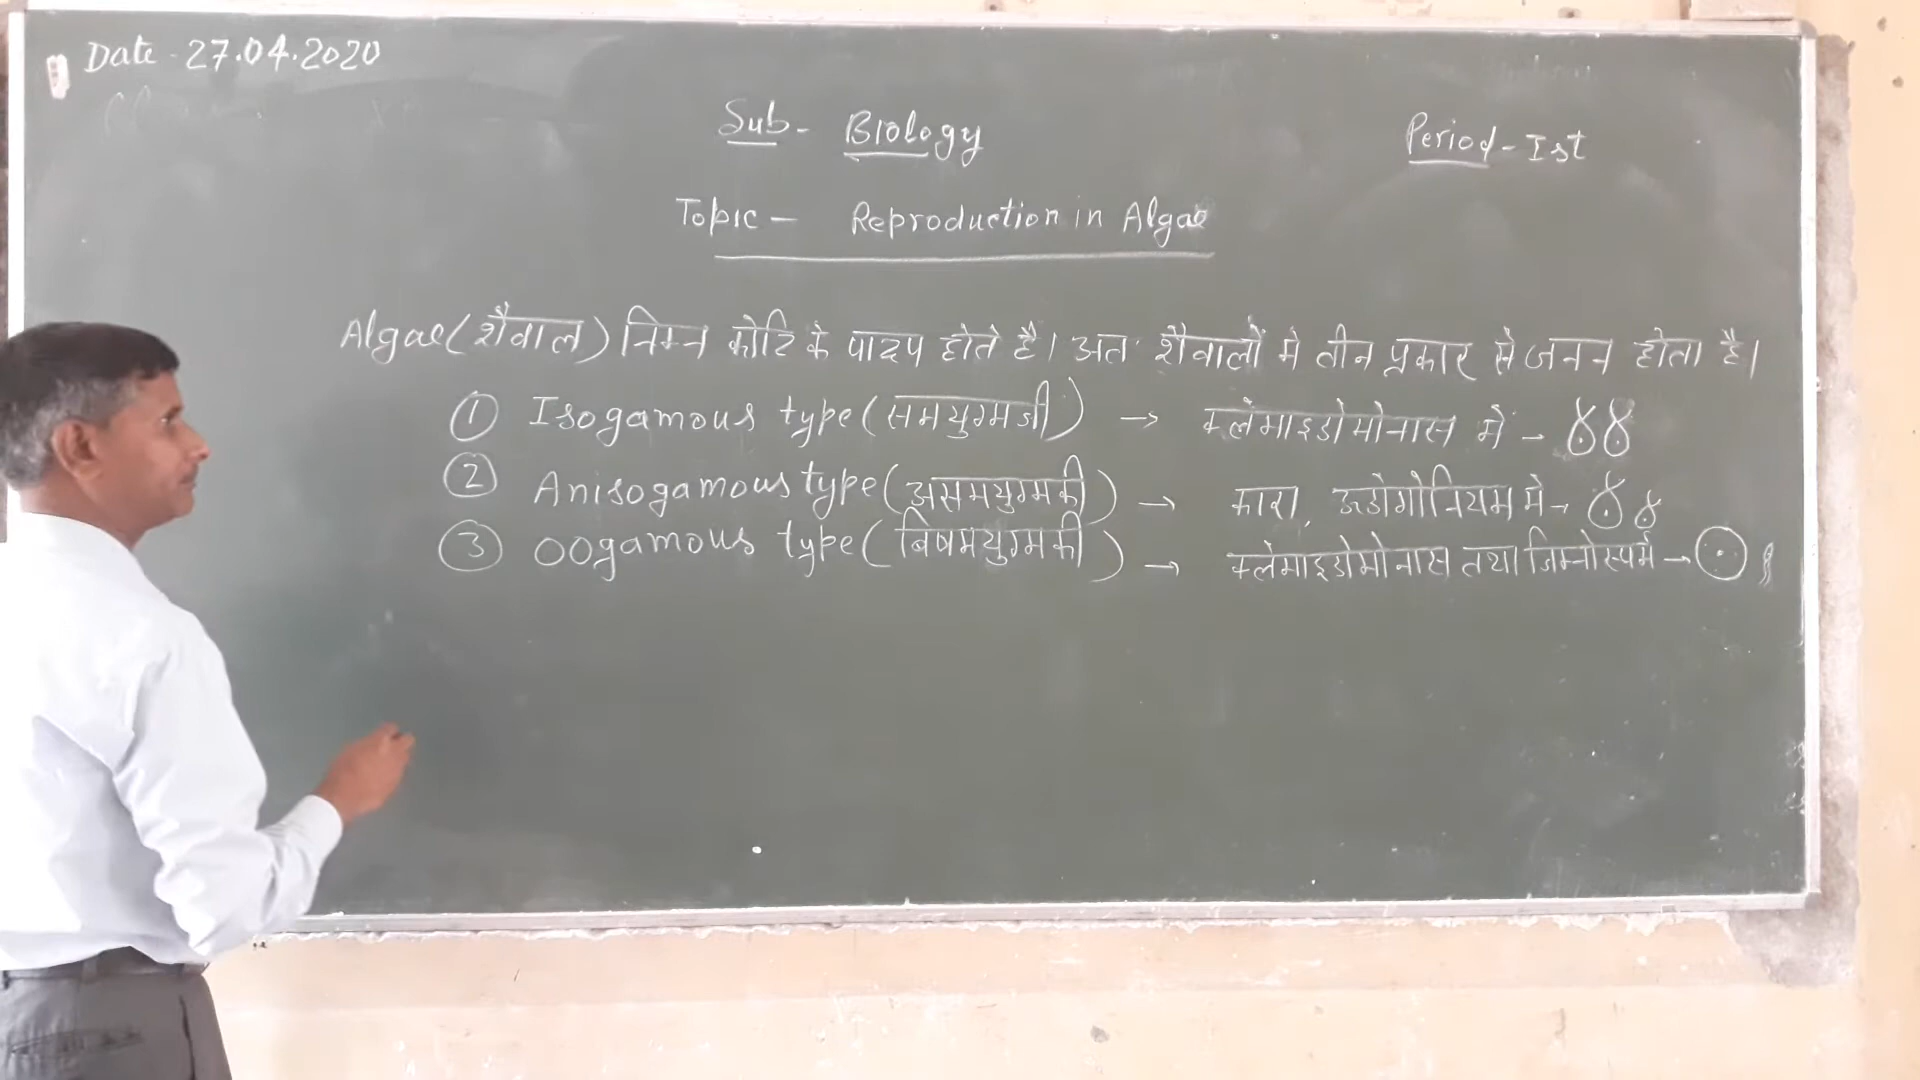 Date - 27.04.2020
Sub- Biology
Period - Ist
Topic - Reproduction in Algae
Algae (शैवाल) निम्न कोटि के पादप होते है। अतः शैवालों मे तीन प्रकार से जनन होता है।
① Isogamous type (समयुग्मजी) → क्लेमाइडोमोनास में -
② Anisogamous type (असमयुग्मकी) → कारा, ऊडोगोनियम मे -
③ Oogamous type (बिषमयुग्मकी) → क्लेमाइडोमोनास तथा जिम्नोस्पर्म →